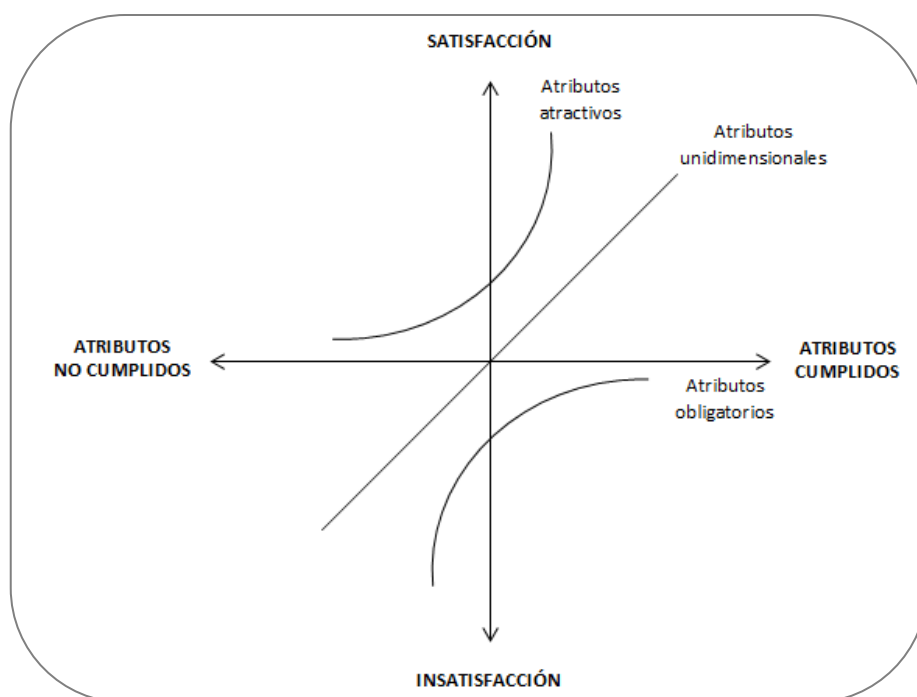 SATISFACCIÓN
Atributos
atractivos
Atributos
unidimensionales
ATRIBUTOS
NO CUMPLIDOS
ATRIBUTOS
CUMPLIDOS
Atributos
obligatorios
INSATISFACCIÓN